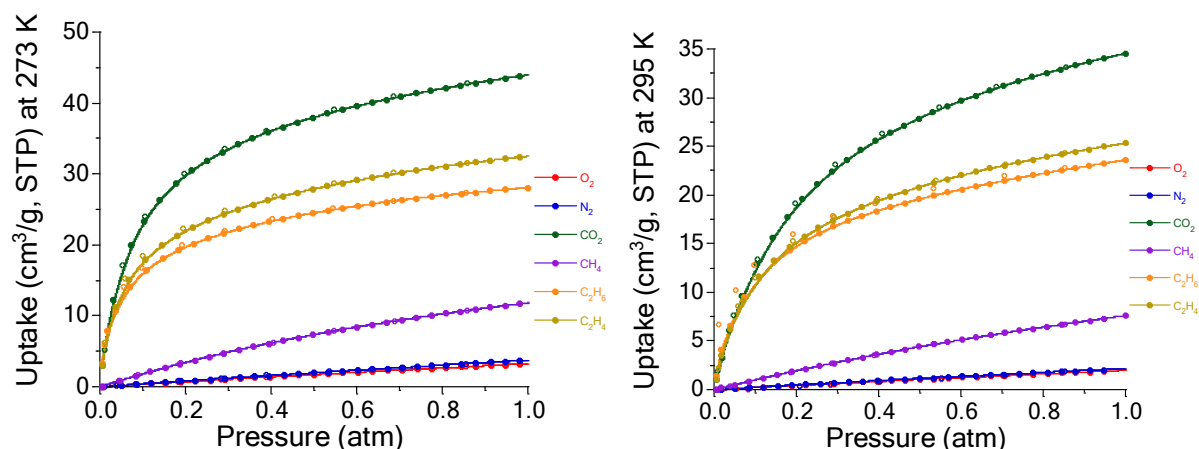 Uptake (cm³/g, STP) at 273 K
50
40
30
20
10
0
0.0 0.2 0.4 0.6 0.8 1.0
Pressure (atm)
O₂
N₂
CO₂
CH₄
C₂H₆
C₂H₄
Uptake (cm³/g, STP) at 295 K
35
30
25
20
15
10
5
0
0.0 0.2 0.4 0.6 0.8 1.0
Pressure (atm)
O₂
N₂
CO₂
CH₄
C₂H₆
C₂H₄